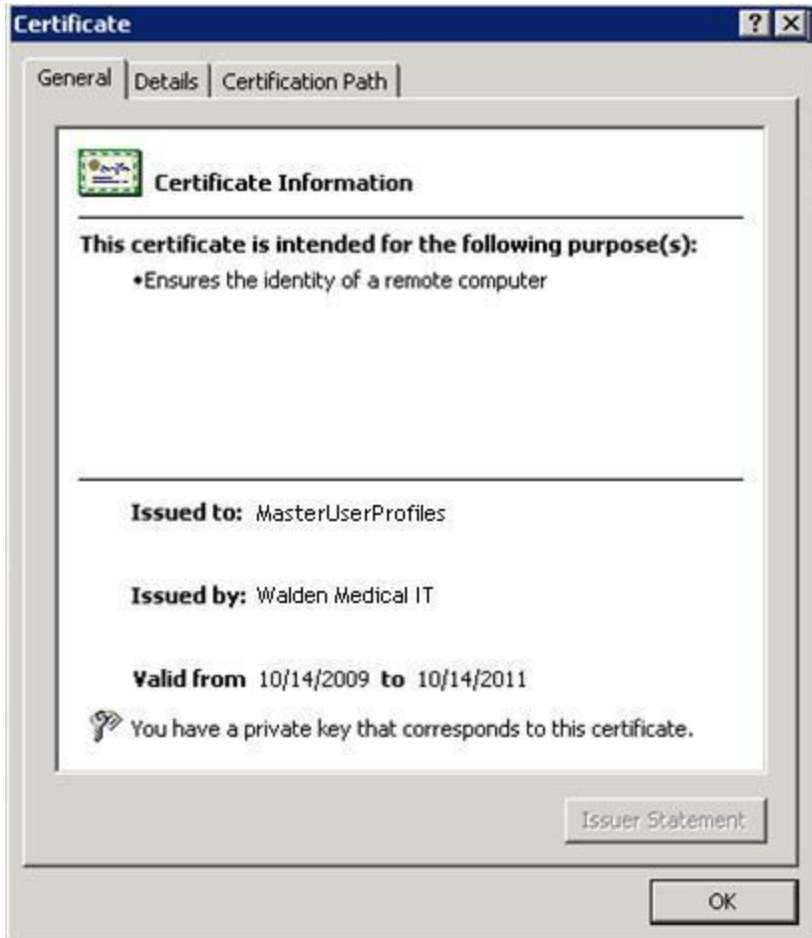 Certificate
General
Details
Certification Path
Certificate Information
This certificate is intended for the following purpose(s):
•Ensures the identity of a remote computer
Issued to: MasterUserProfiles
Issued by: Walden Medical IT
Valid from 10/14/2009 to 10/14/2011
You have a private key that corresponds to this certificate.
Issuer Statement
OK